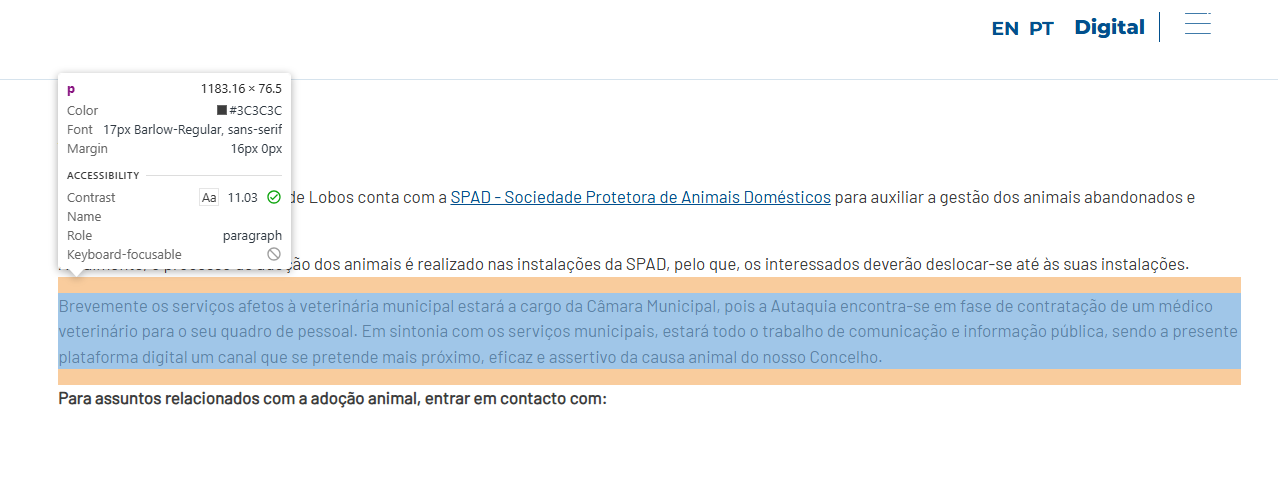 EN PT Digital
p 1183.16 × 76.5
Color #3C3C3C
Font 17px Barlow-Regular, sans-serif
Margin 16px 0px
ACCESSIBILITY
Contrast Aa 11.03
Name
Role paragraph
Keyboard-focusable
de Lobos conta com a SPAD - Sociedade Protetora de Animais Domésticos para auxiliar a gestão dos animais abandonados e
dos animais é realizado nas instalações da SPAD, pelo que, os interessados deverão deslocar-se até às suas instalações.
Brevemente os serviços afetos à veterinária municipal estará a cargo da Câmara Municipal, pois a Autaquia encontra-se em fase de contratação de um médico
veterinário para o seu quadro de pessoal. Em sintonia com os serviços municipais, estará todo o trabalho de comunicação e informação pública, sendo a presente
plataforma digital um canal que se pretende mais próximo, eficaz e assertivo da causa animal do nosso Concelho.
Para assuntos relacionados com a adoção animal, entrar em contacto com: